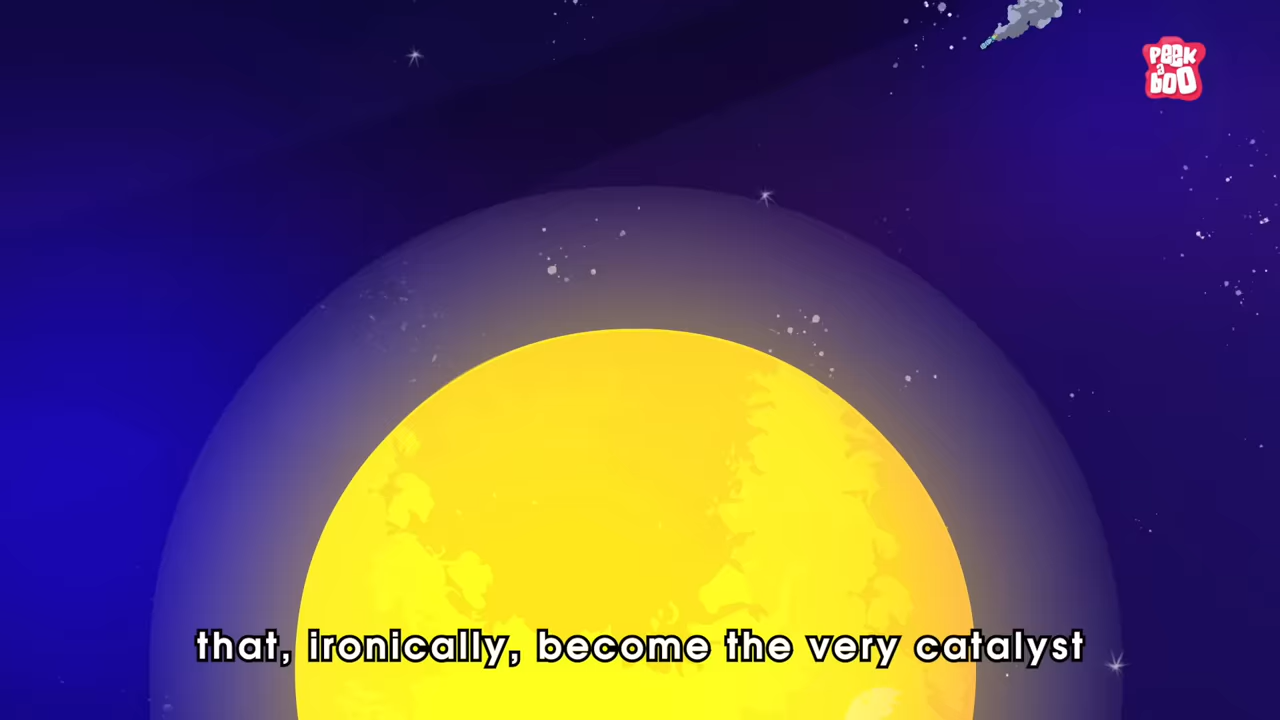 Peek
a
boo
that, ironically, become the very catalyst